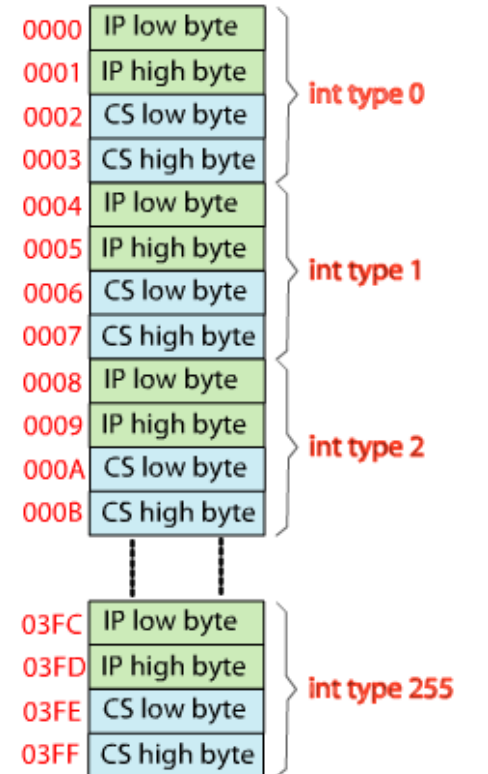 0000 IP low byte
0001 IP high byte
int type 0
0002 CS low byte
0003 CS high byte
0004 IP low byte
0005 IP high byte
int type 1
0006 CS low byte
0007 CS high byte
0008 IP low byte
0009 IP high byte
int type 2
000A CS low byte
000B CS high byte
03FC IP low byte
03FD IP high byte
int type 255
03FE CS low byte
03FF CS high byte